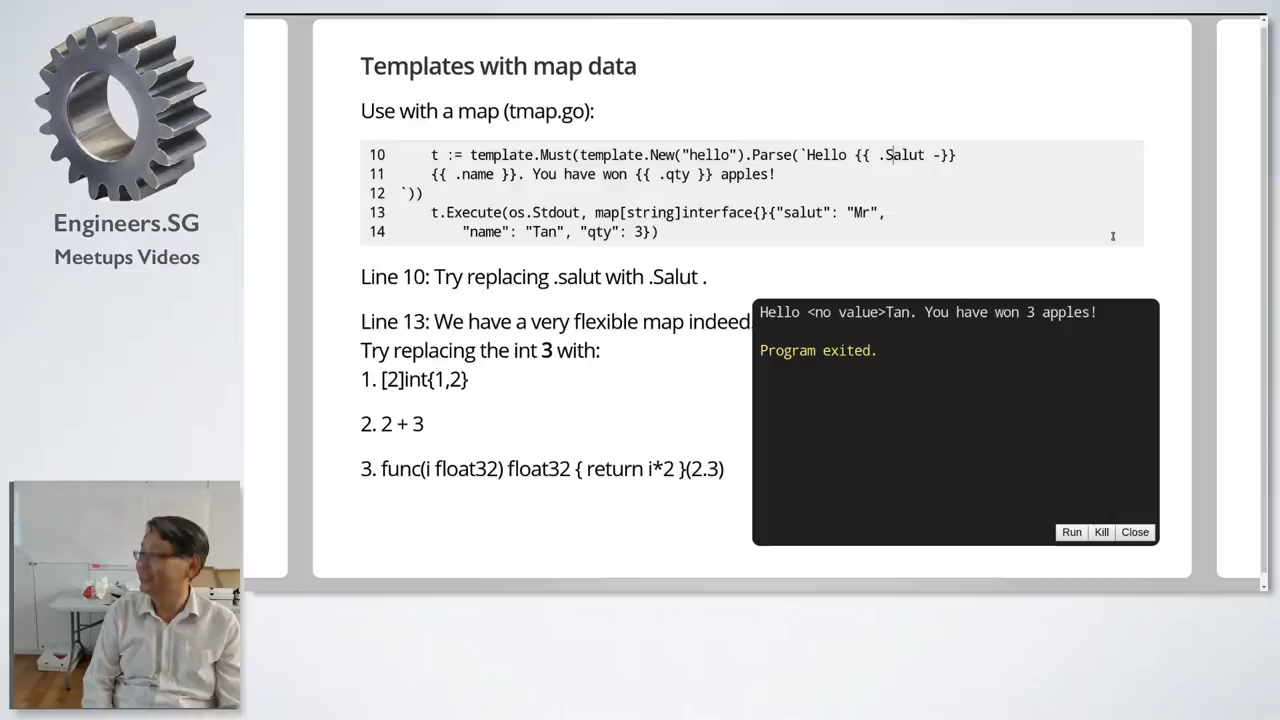 Engineers.SG
Meetups Videos
Templates with map data
Use with a map (tmap.go):
10 t := template.Must(template.New("hello").Parse(`Hello {{ .Salut -}}
11 {{ .name }}. You have won {{ .qty }} apples!
12 `))
13 t.Execute(os.Stdout, map[string]interface{}{"salut": "Mr",
14 "name": "Tan", "qty": 3})
Line 10: Try replacing .salut with .Salut .
Line 13: We have a very flexible map indeed.
Try replacing the int 3 with:
1. [2]int{1,2}
2. 2 + 3
3. func(i float32) float32 { return i*2 }(2.3)
Hello <no value>Tan. You have won 3 apples!
Program exited.
Run Kill Close